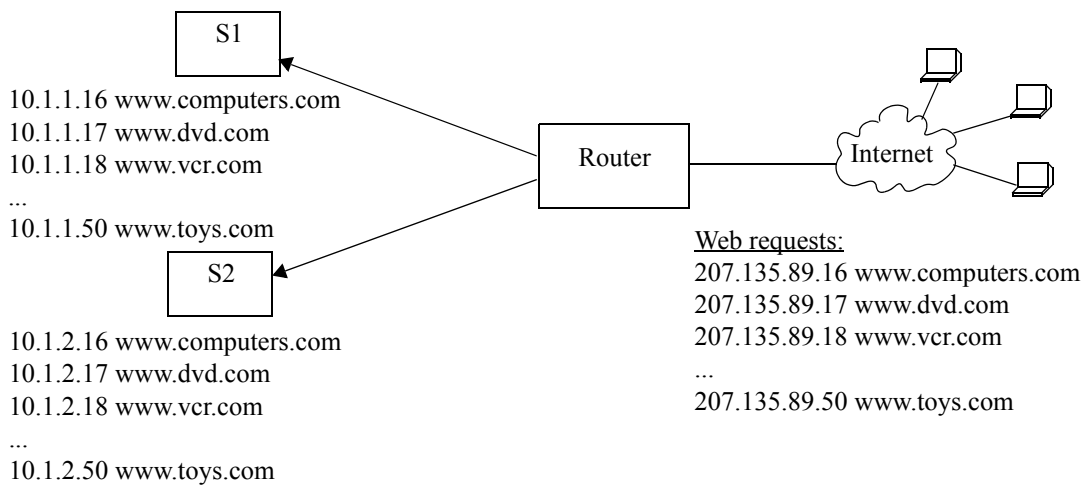 S1
10.1.1.16 www.computers.com
10.1.1.17 www.dvd.com
10.1.1.18 www.vcr.com
...
10.1.1.50 www.toys.com
S2
10.1.2.16 www.computers.com
10.1.2.17 www.dvd.com
10.1.2.18 www.vcr.com
...
10.1.2.50 www.toys.com
Router
Internet
Web requests:
207.135.89.16 www.computers.com
207.135.89.17 www.dvd.com
207.135.89.18 www.vcr.com
...
207.135.89.50 www.toys.com